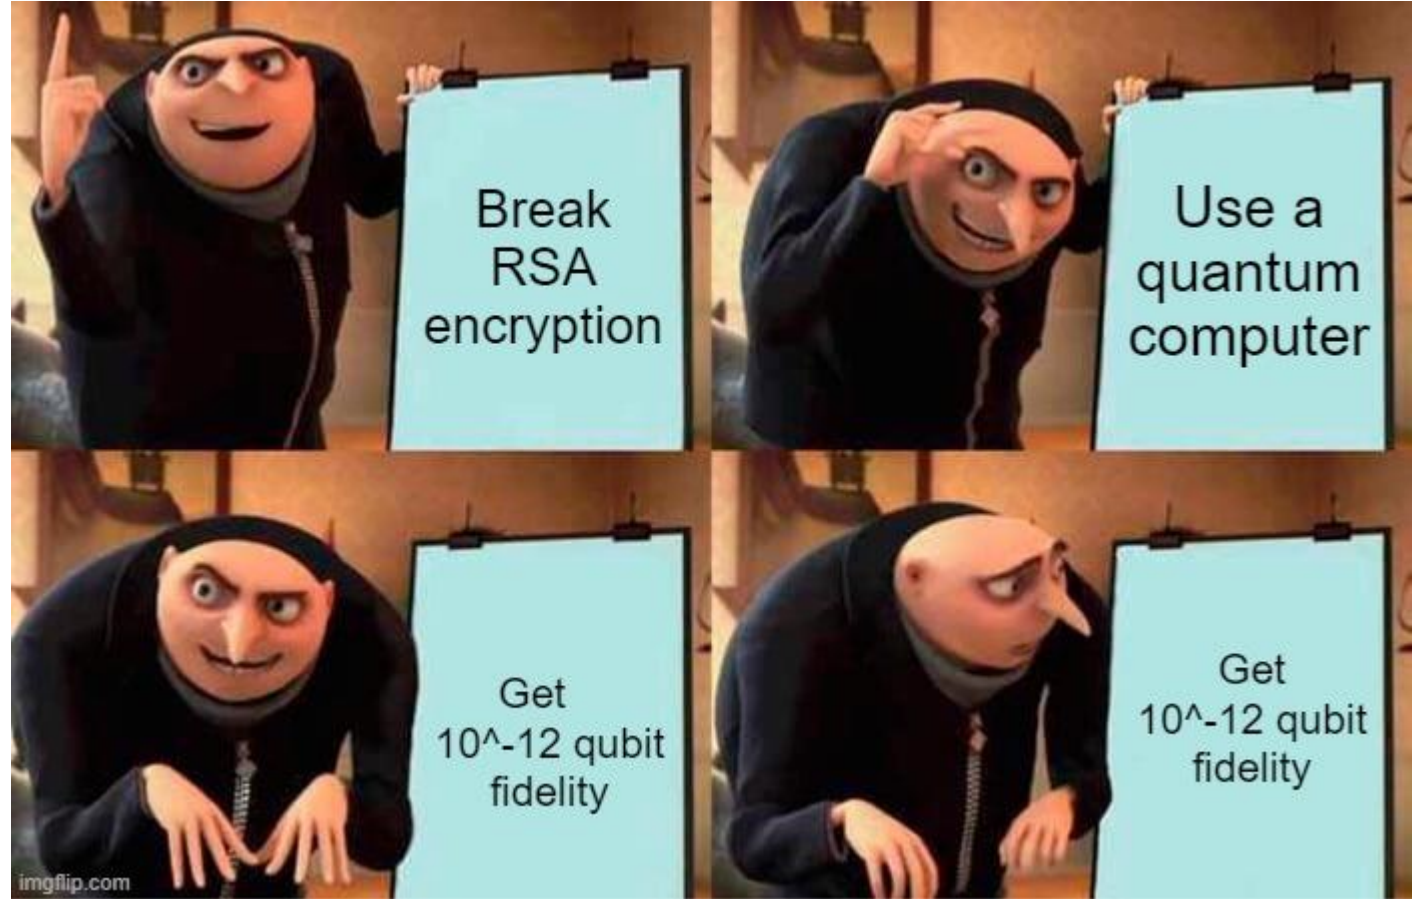 Break
RSA
encryption
Use a
quantum
computer
Get
10^-12 qubit
fidelity
Get
10^-12 qubit
fidelity
imgflip.com